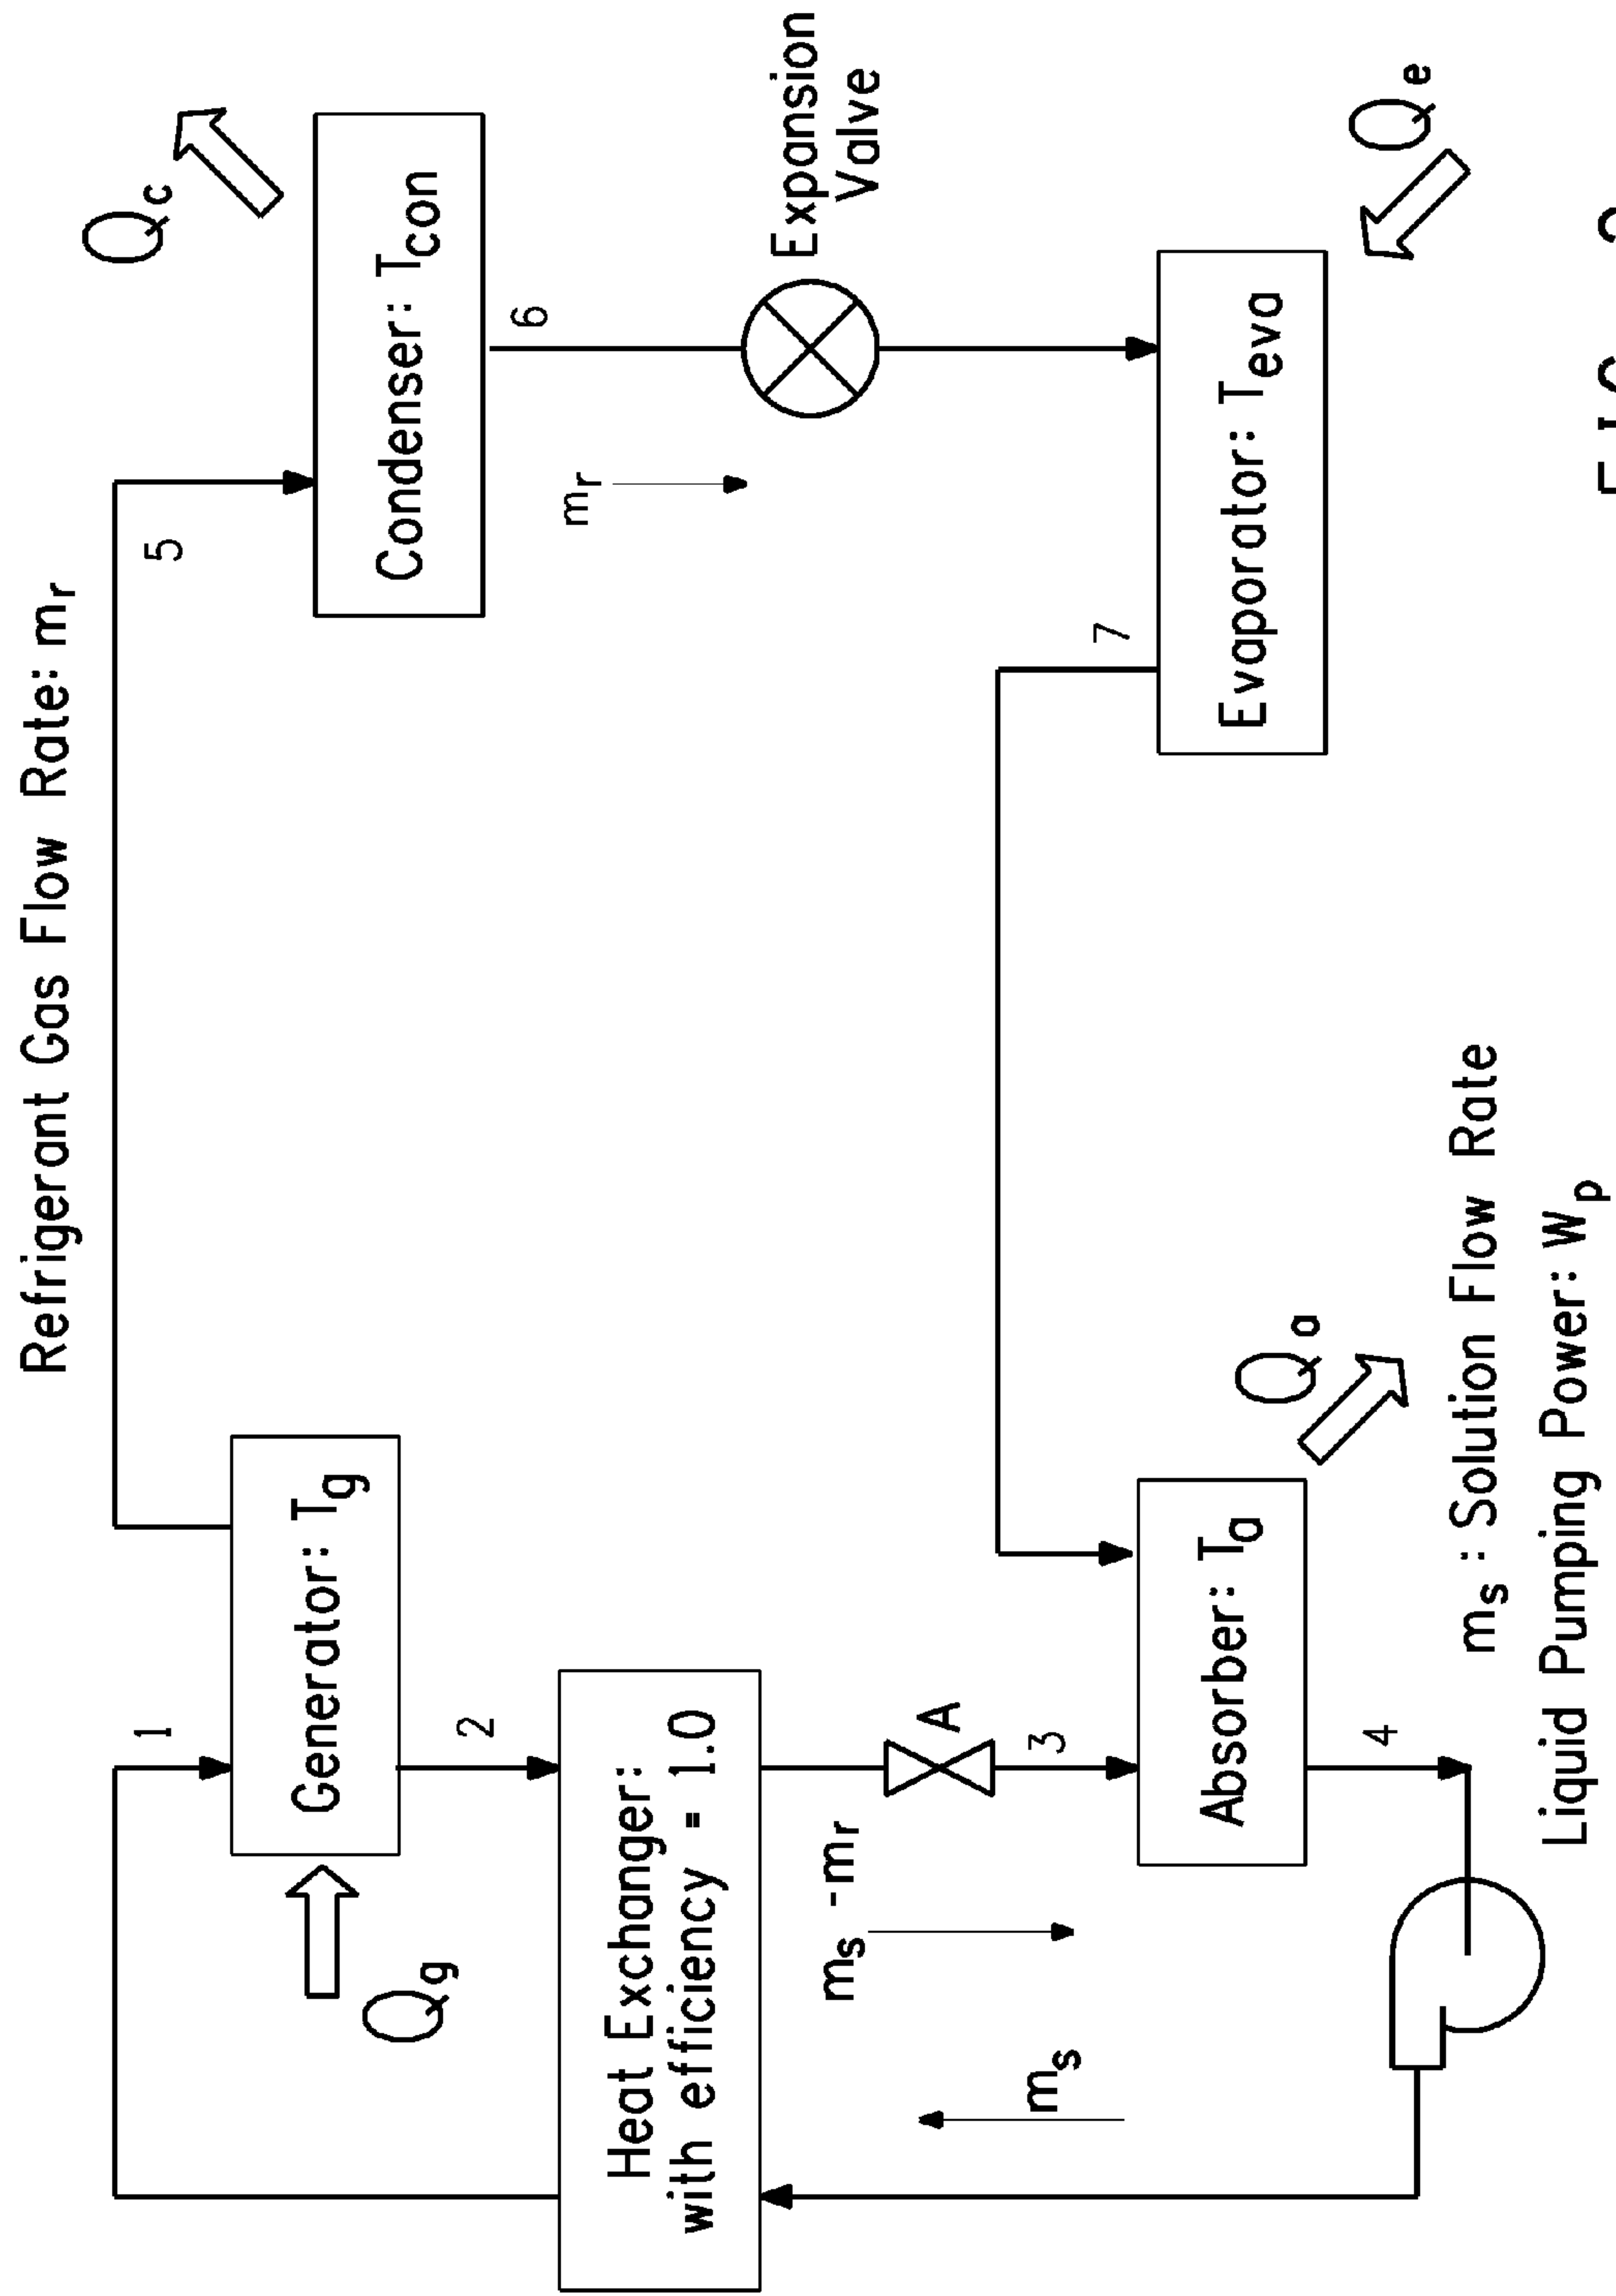 Refrigerant Gas Flow Rate: mr
Qc
1
5
Generator: Tg
Qg
Condenser: Tcon
2
6
mr
Heat Exchanger:
with efficiency = 1.0
Expansion
Valve
ms -mr
A
ms
3
7
Absorber: Ta
Evaporator: Teva
Qa
Qe
4
ms : Solution Flow Rate
Liquid Pumping Power: Wp